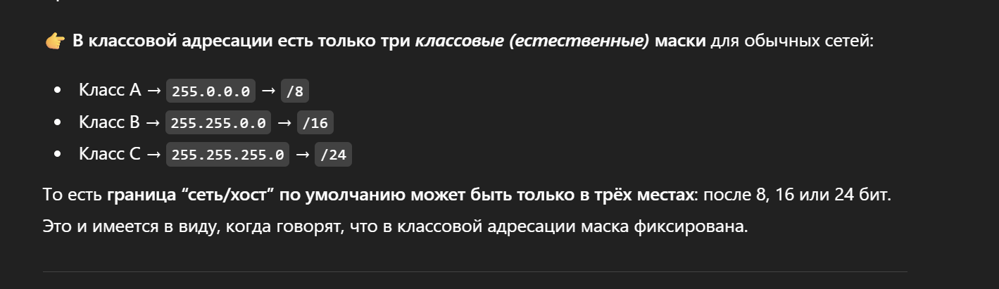 👉 В классовой адресации есть только три классовые (естественные) маски для обычных сетей:
• Класс A → 255.0.0.0 → /8
• Класс B → 255.255.0.0 → /16
• Класс C → 255.255.255.0 → /24
То есть граница “сеть/хост” по умолчанию может быть только в трёх местах: после 8, 16 или 24 бит.
Это и имеется в виду, когда говорят, что в классовой адресации маска фиксирована.